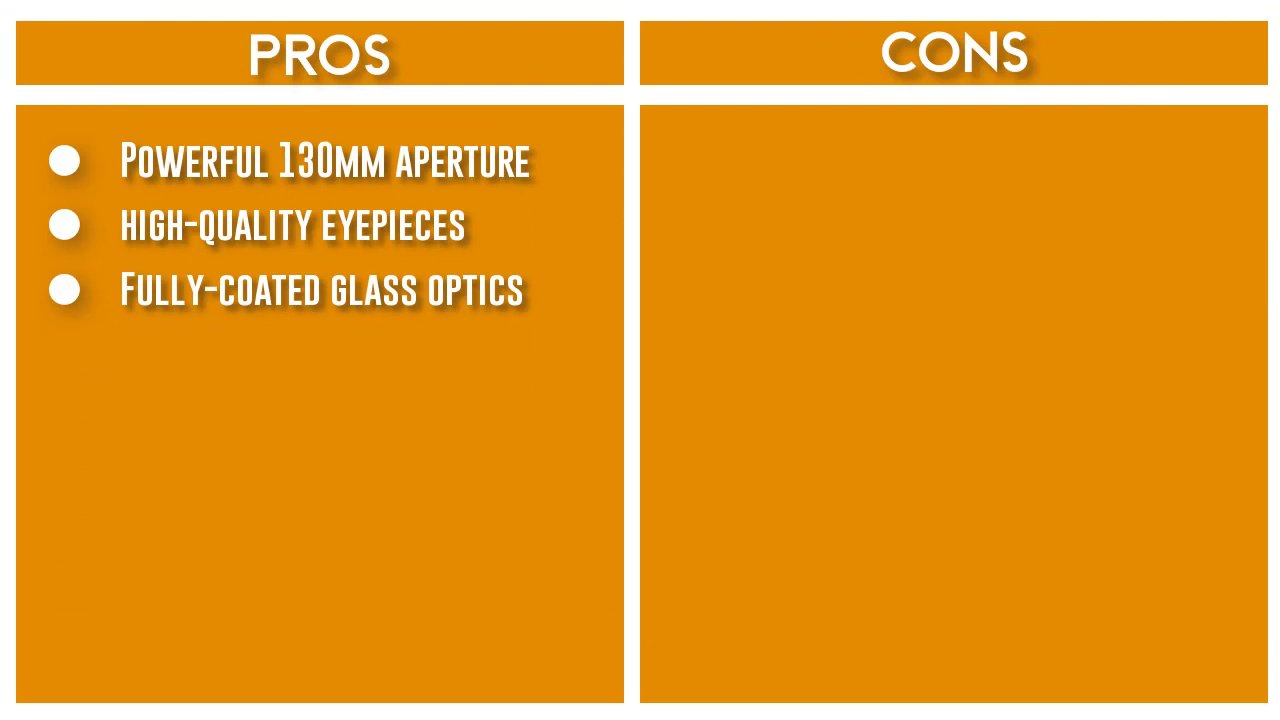 PROS
CONS
Powerful 130mm aperture
high-quality eyepieces
Fully-coated glass optics